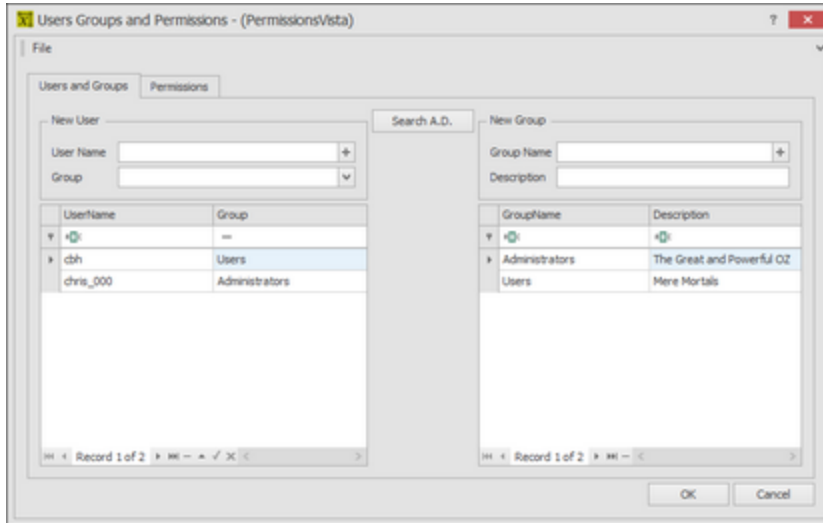 Users Groups and Permissions - (PermissionsVista)
File
Users and Groups Permissions
New User
User Name
Group
Search A.D.
New Group
Group Name
Description
UserName Group
cbh Users
chris_000 Administrators
Record 1 of 2
GroupName Description
Administrators The Great and Powerful OZ
Users Mere Mortals
Record 1 of 2
OK Cancel